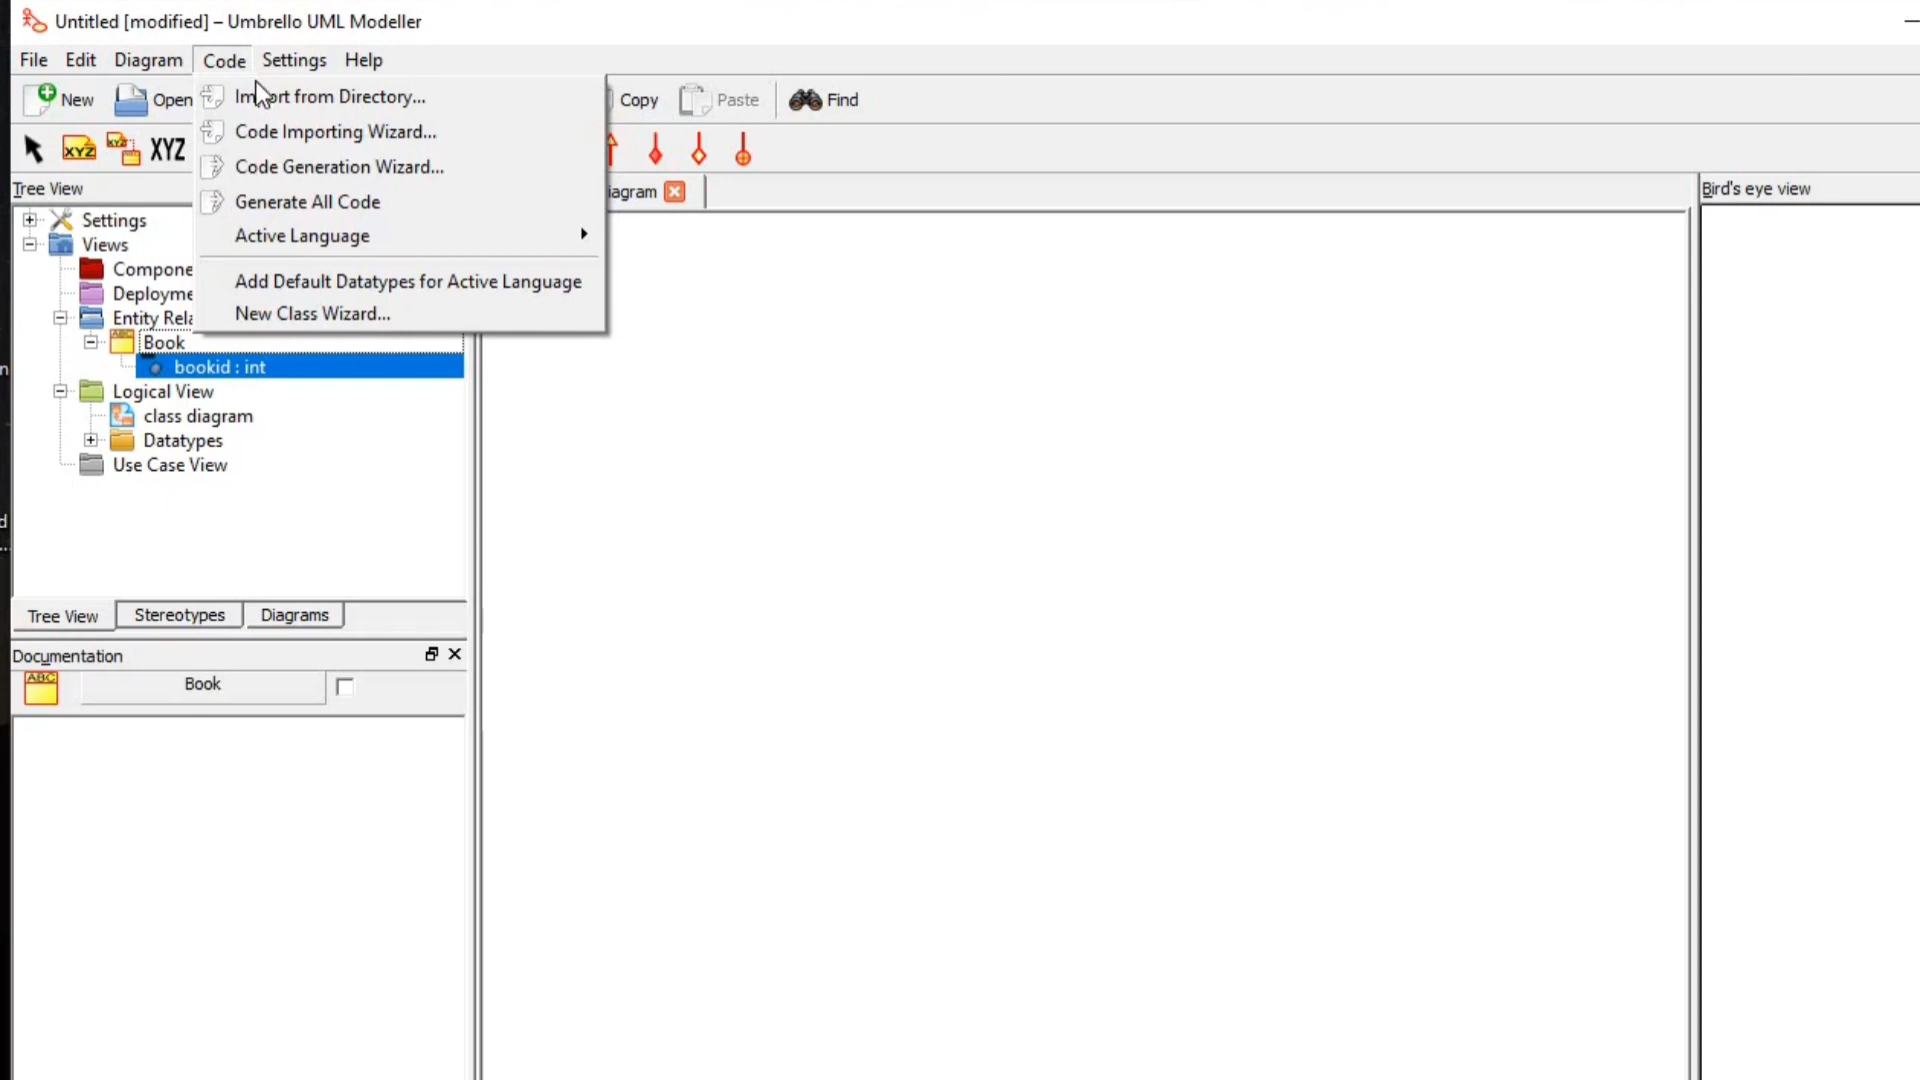 Untitled [modified] – Umbrello UML Modeller
File Edit Diagram Code Settings Help
New Open Copy Paste Find
Import from Directory...
Code Importing Wizard...
Code Generation Wizard...
Generate All Code
Active Language
Add Default Datatypes for Active Language
New Class Wizard...
XYZ XYZ XYZ
Tree View
iagram
Bird's eye view
Settings
Views
Compone
Deployme
Entity Rela
Book
bookid : int
Logical View
class diagram
Datatypes
Use Case View
Tree View Stereotypes Diagrams
Documentation
ABC Book